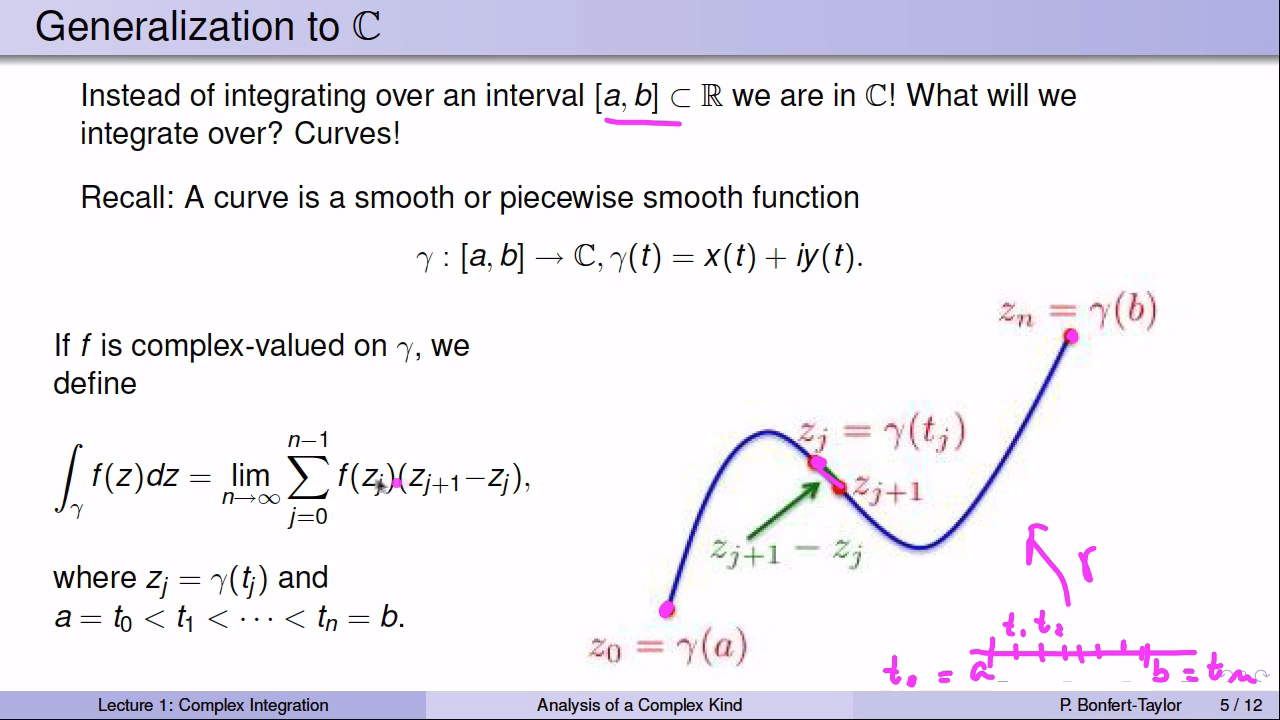 Generalization to ℂ
Instead of integrating over an interval [a, b] ⊂ ℝ we are in ℂ! What will we
integrate over? Curves!
Recall: A curve is a smooth or piecewise smooth function
γ : [a, b] → ℂ, γ(t) = x(t) + iy(t).
If f is complex-valued on γ, we
define
∫_γ f(z)dz = lim_{n→∞} ∑_{j=0}^{n−1} f(z_j)(z_{j+1}−z_j),
where z_j = γ(t_j) and
a = t_0 < t_1 < ⋯ < t_n = b.
z_n = γ(b)
z_j = γ(t_j)
z_{j+1}
z_{j+1} − z_j
z_0 = γ(a)
γ
t_1 t_2
t_0 = a b = t_n
Lecture 1: Complex Integration Analysis of a Complex Kind P. Bonfert-Taylor 5 / 12